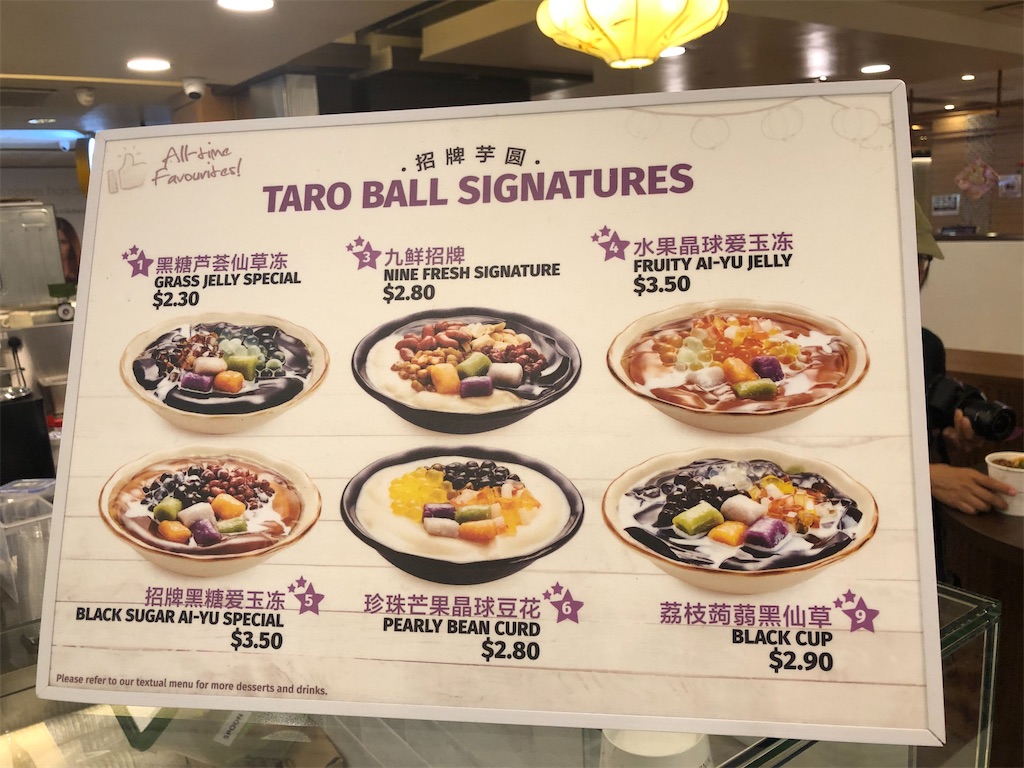 All-time
Favourites!
·招牌芋圆·
TARO BALL SIGNATURES
1 黑糖芦荟仙草冻
GRASS JELLY SPECIAL
$2.30
3 九鲜招牌
NINE FRESH SIGNATURE
$2.80
4 水果晶球爱玉冻
FRUITY AI-YU JELLY
$3.50
招牌黑糖爱玉冻 5
BLACK SUGAR AI-YU SPECIAL
$3.50
珍珠芒果晶球豆花 6
PEARLY BEAN CURD
$2.80
荔枝蒟蒻黑仙草 9
BLACK CUP
$2.90
Please refer to our textual menu for more desserts and drinks.
SPOON